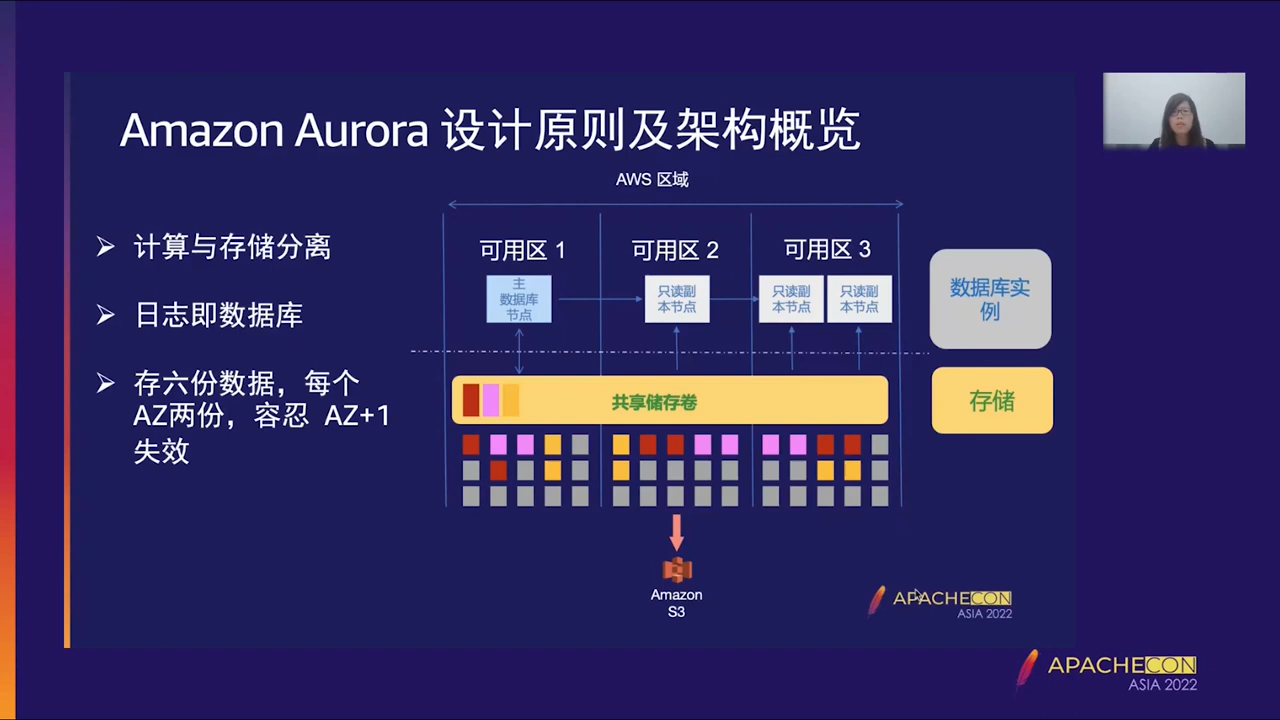 Amazon Aurora 设计原则及架构概览
AWS 区域
计算与存储分离
日志即数据库
存六份数据，每个
AZ两份，容忍 AZ+1
失效
可用区 1
可用区 2
可用区 3
主
数据库
节点
只读副
本节点
只读副
本节点
只读副
本节点
数据库实
例
共享储存卷
存储
Amazon
S3
APACHECON
ASIA 2022
APACHECON
ASIA 2022